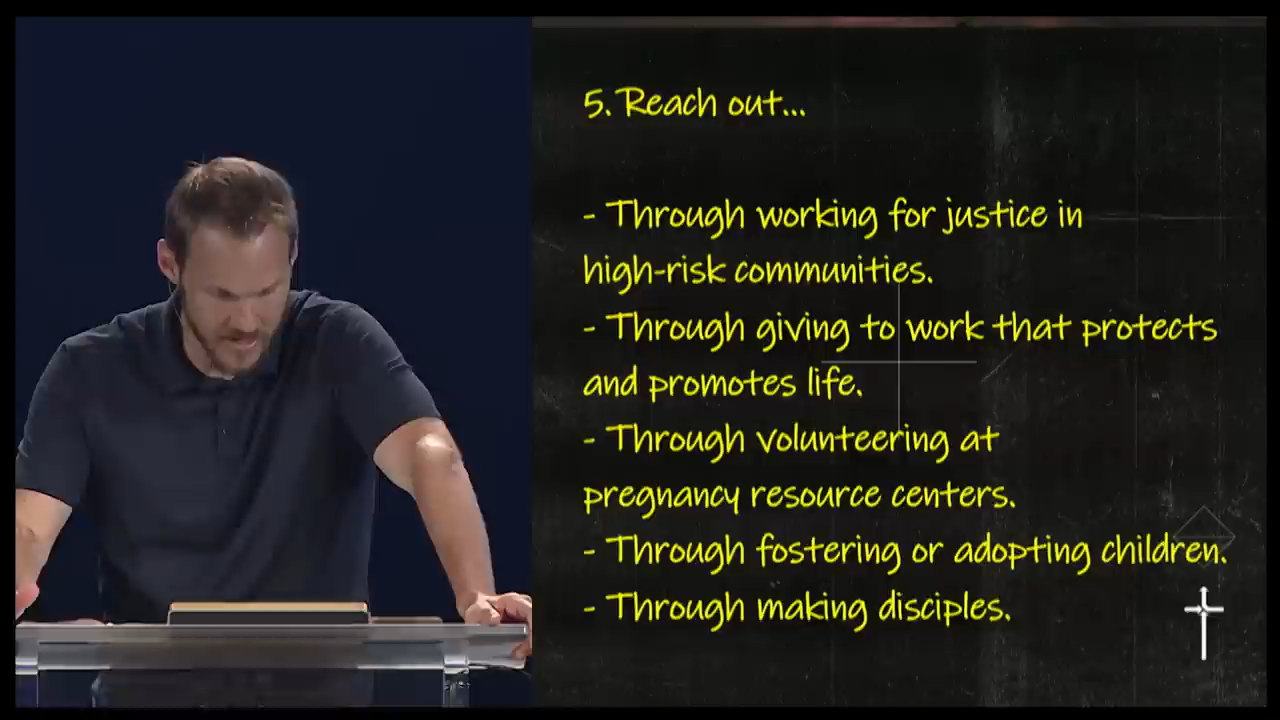 5. Reach out...
- Through working for justice in
high-risk communities.
- Through giving to work that protects
and promotes life.
- Through volunteering at
pregnancy resource centers.
- Through fostering or adopting children.
- Through making disciples.